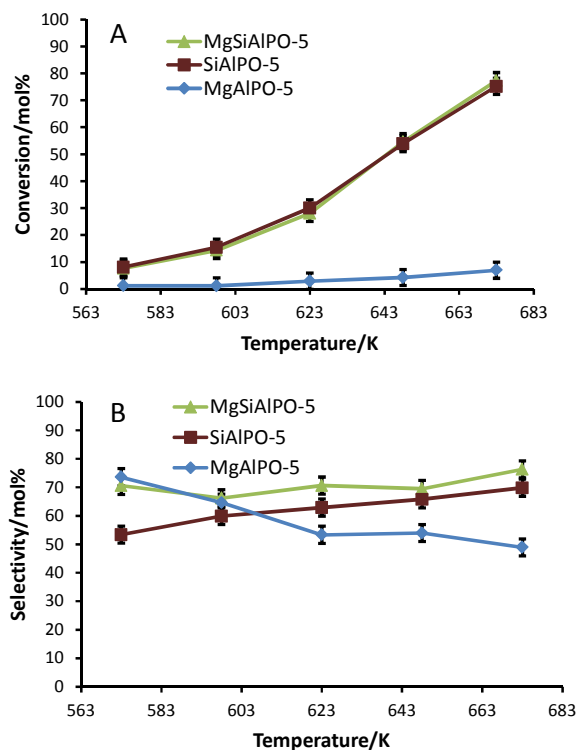 A
MgSiAlPO-5
SiAlPO-5
MgAlPO-5
Conversion/mol%
100
90
80
70
60
50
40
30
20
10
0
563 583 603 623 643 663 683
Temperature/K
B
MgSiAlPO-5
SiAlPO-5
MgAlPO-5
Selectivity/mol%
100
90
80
70
60
50
40
30
20
10
0
563 583 603 623 643 663 683
Temperature/K